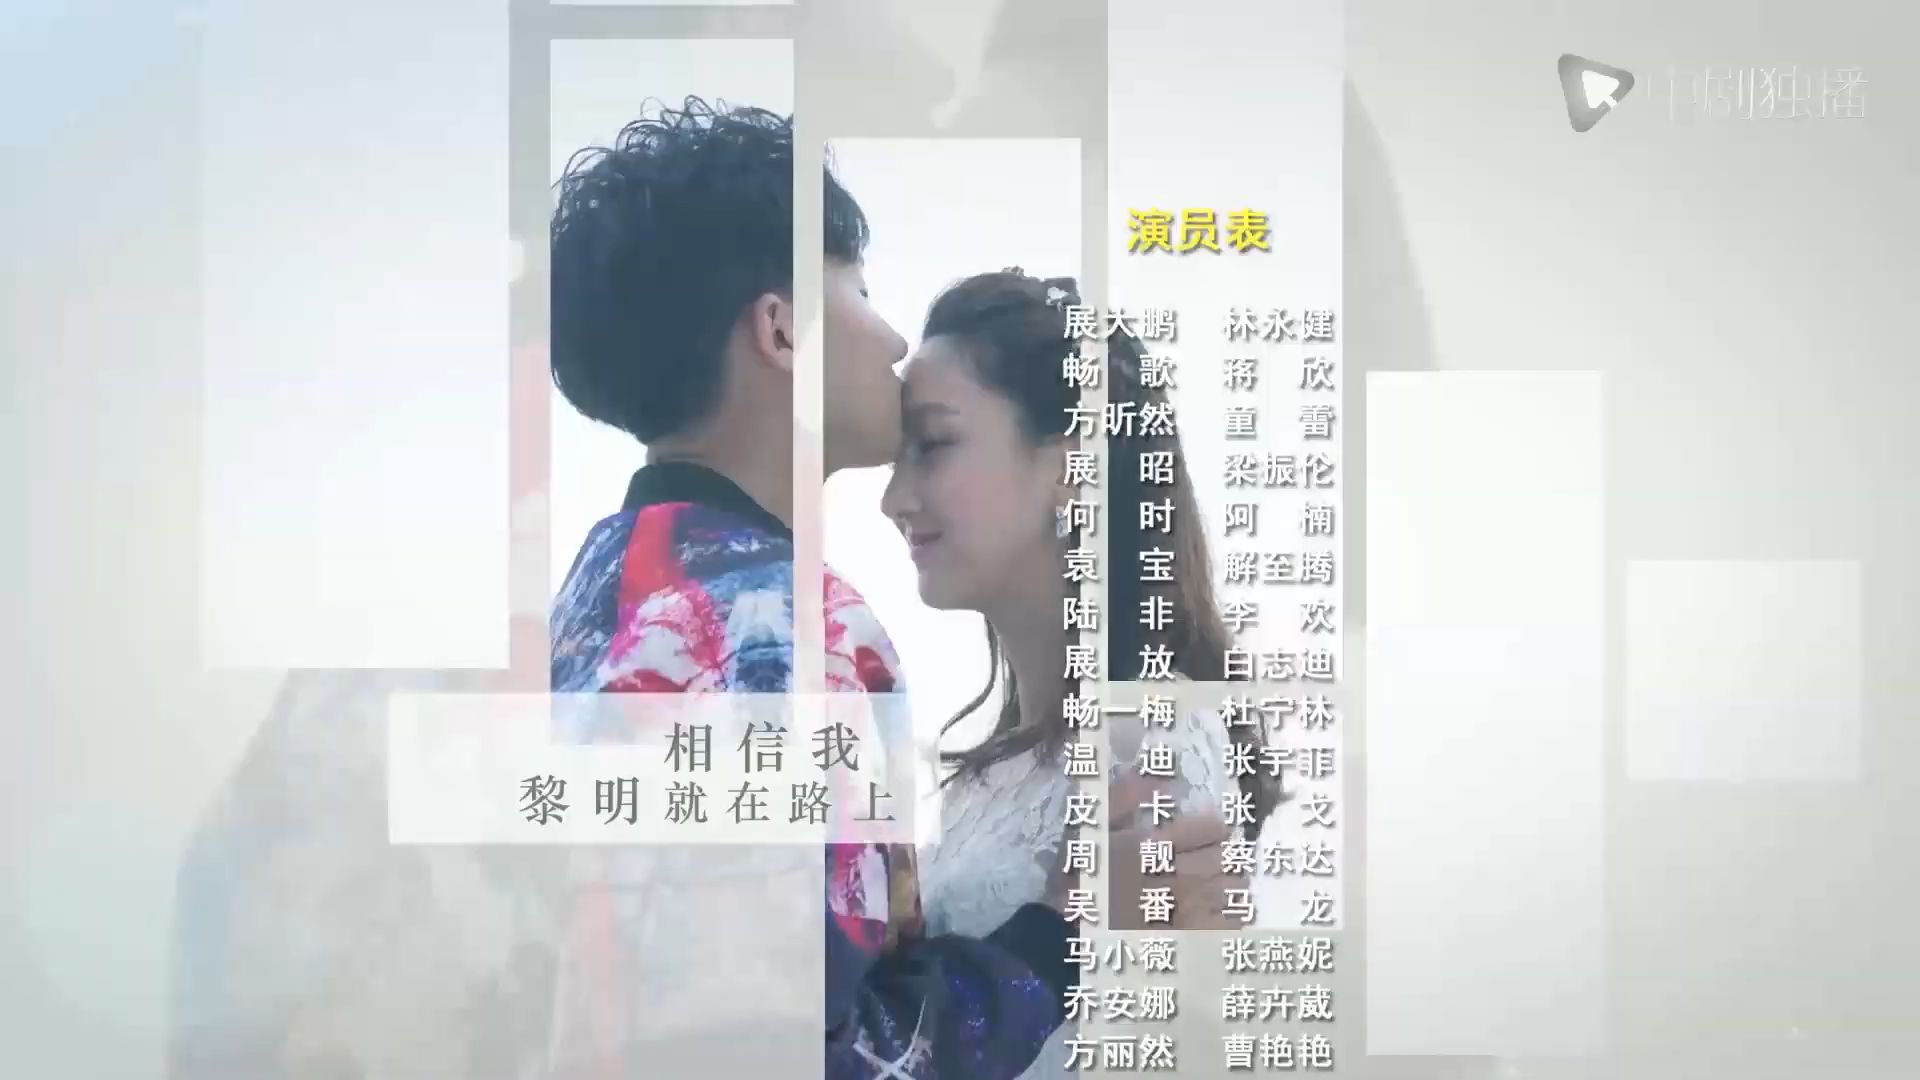 中剧独播
演员表
展大鹏 林永健
畅歌 蒋欣
方昕然 童蕾
展昭 梁振伦
何时 阿楠
袁宝 解至腾
陆非 李欢
展放 白志迪
畅一梅 杜宁林
温迪 张宇菲
皮卡 张戈
周靓 蔡东达
吴番 马龙
马小薇 张燕妮
乔安娜 薛卉葳
方丽然 曹艳艳
相信我
黎明就在路上